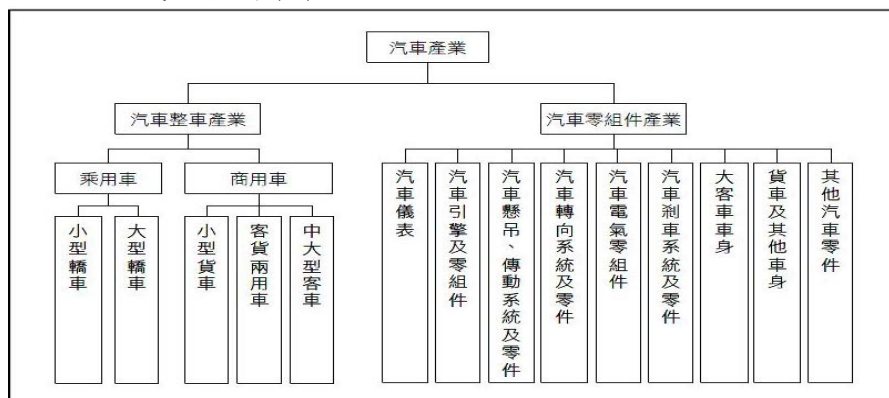 汽車產業
汽車整車產業
汽車零組件產業
乘用車
商用車
小型轎車
大型轎車
小型貨車
客貨兩用車
中大型客車
汽車儀表
汽車引擎及零組件
汽車懸吊、傳動系統及零件
汽車轉向系統及零件
汽車電氣零組件
汽車剎車系統及零件
大客車車身
貨車及其他車身
其他汽車零件